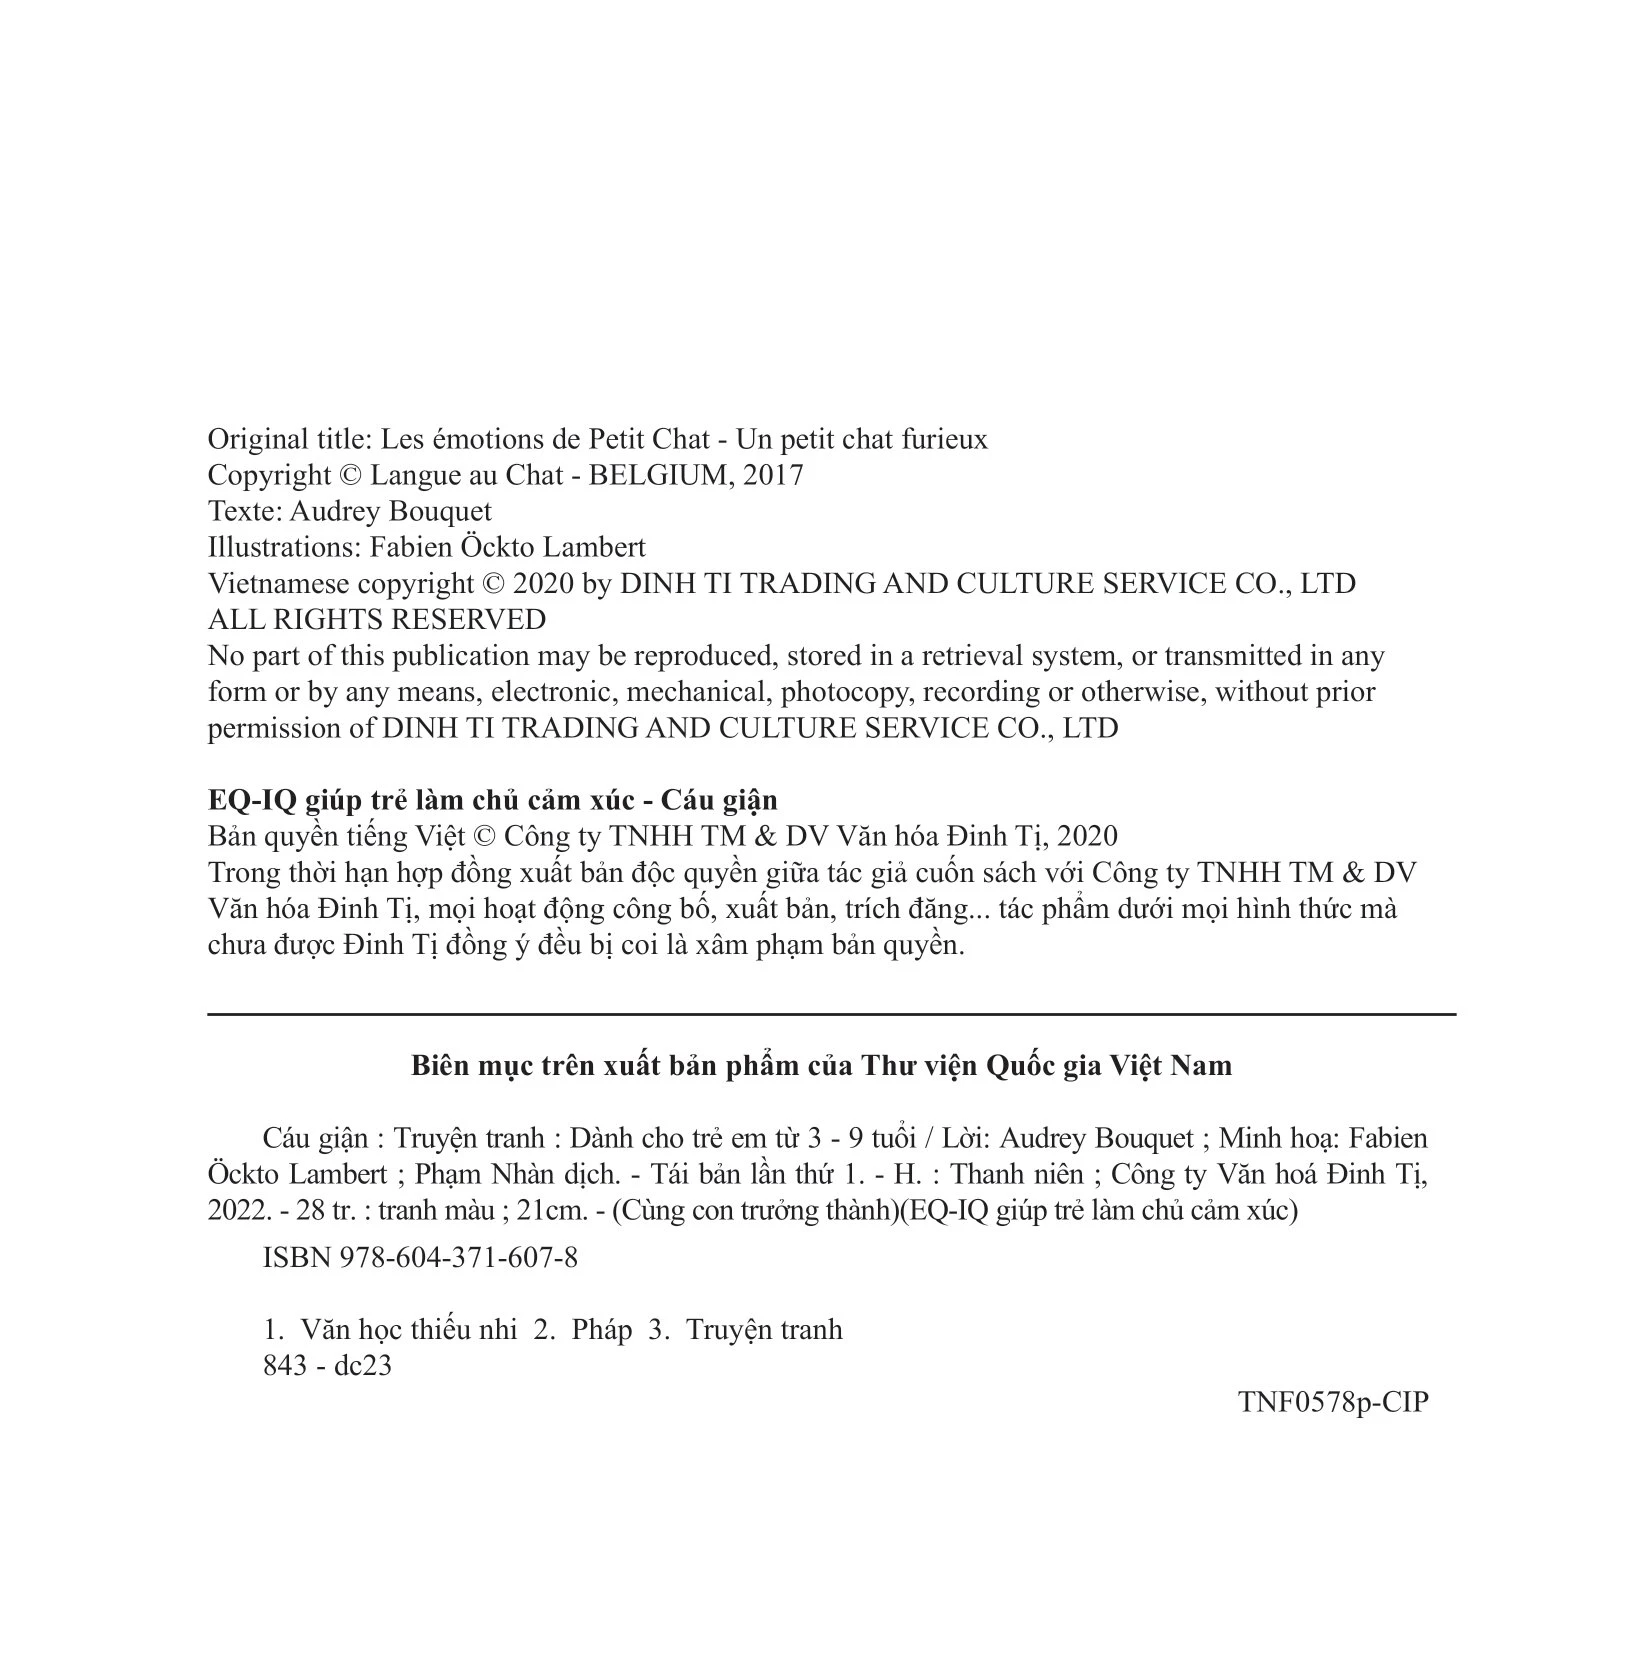 Original title: Les émotions de Petit Chat - Un petit chat furieux
Copyright © Langue au Chat - BELGIUM, 2017
Texte: Audrey Bouquet
Illustrations: Fabien Öckto Lambert
Vietnamese copyright © 2020 by DINH TI TRADING AND CULTURE SERVICE CO., LTD
ALL RIGHTS RESERVED
No part of this publication may be reproduced, stored in a retrieval system, or transmitted in any
form or by any means, electronic, mechanical, photocopy, recording or otherwise, without prior
permission of DINH TI TRADING AND CULTURE SERVICE CO., LTD
EQ-IQ giúp trẻ làm chủ cảm xúc - Cáu giận
Bản quyền tiếng Việt © Công ty TNHH TM & DV Văn hóa Đinh Tị, 2020
Trong thời hạn hợp đồng xuất bản độc quyền giữa tác giả cuốn sách với Công ty TNHH TM & DV
Văn hóa Đinh Tị, mọi hoạt động công bố, xuất bản, trích đăng... tác phẩm dưới mọi hình thức mà
chưa được Đinh Tị đồng ý đều bị coi là xâm phạm bản quyền.
Biên mục trên xuất bản phẩm của Thư viện Quốc gia Việt Nam
Cáu giận : Truyện tranh : Dành cho trẻ em từ 3 - 9 tuổi / Lời: Audrey Bouquet ; Minh hoạ: Fabien
Öckto Lambert ; Phạm Nhàn dịch. - Tái bản lần thứ 1. - H. : Thanh niên ; Công ty Văn hoá Đinh Tị,
2022. - 28 tr. : tranh màu ; 21cm. - (Cùng con trưởng thành)(EQ-IQ giúp trẻ làm chủ cảm xúc)
ISBN 978-604-371-607-8
1. Văn học thiếu nhi 2. Pháp 3. Truyện tranh
843 - dc23
TNF0578p-CIP